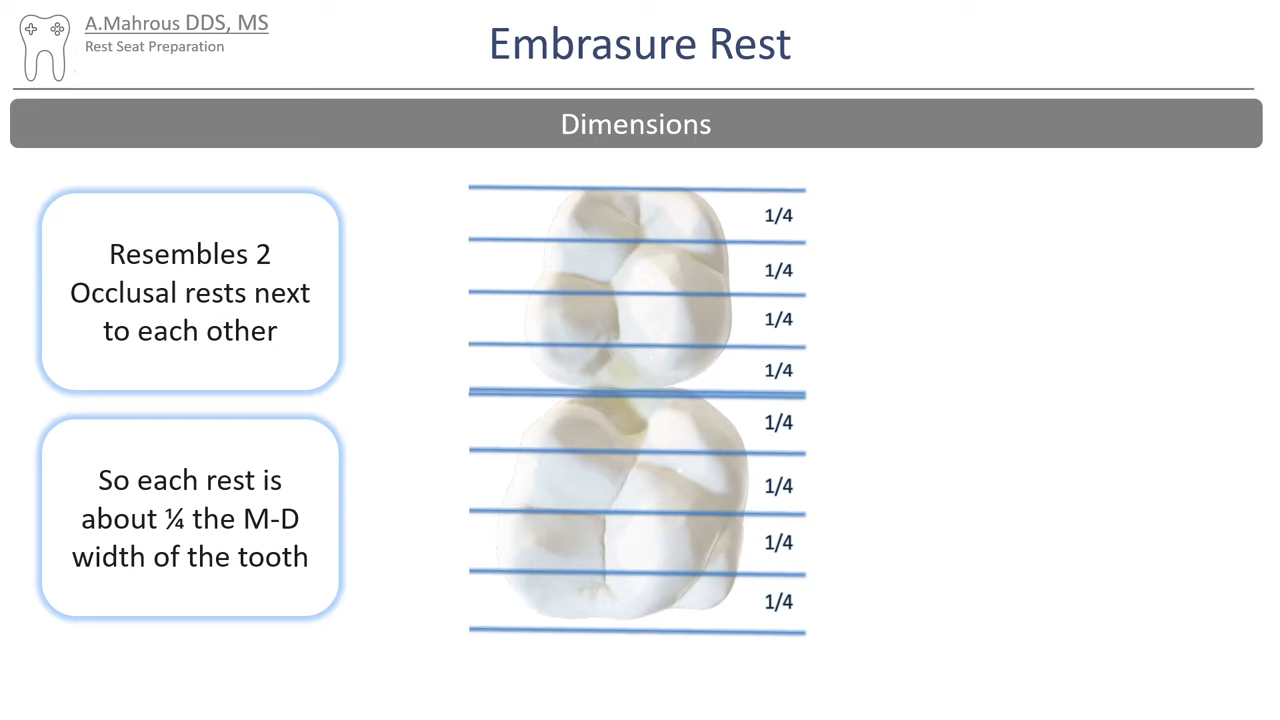 A.Mahrous DDS, MS
Rest Seat Preparation
Embrasure Rest
Dimensions
Resembles 2
Occlusal rests next
to each other
So each rest is
about ¼ the M-D
width of the tooth
1/4
1/4
1/4
1/4
1/4
1/4
1/4
1/4